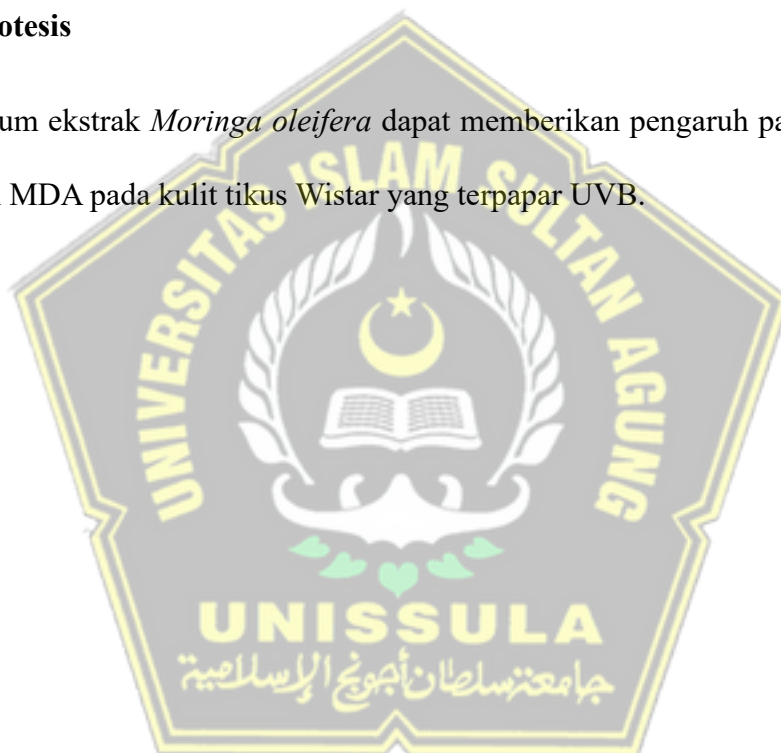 otesis
um ekstrak Moringa oleifera dapat memberikan pengaruh pa
MDA pada kulit tikus Wistar yang terpapar UVB.
UNIVERSITAS ISLAM SULTAN AGUNG
UNISSULA
جامعة سلطان أجونج الإسلامية